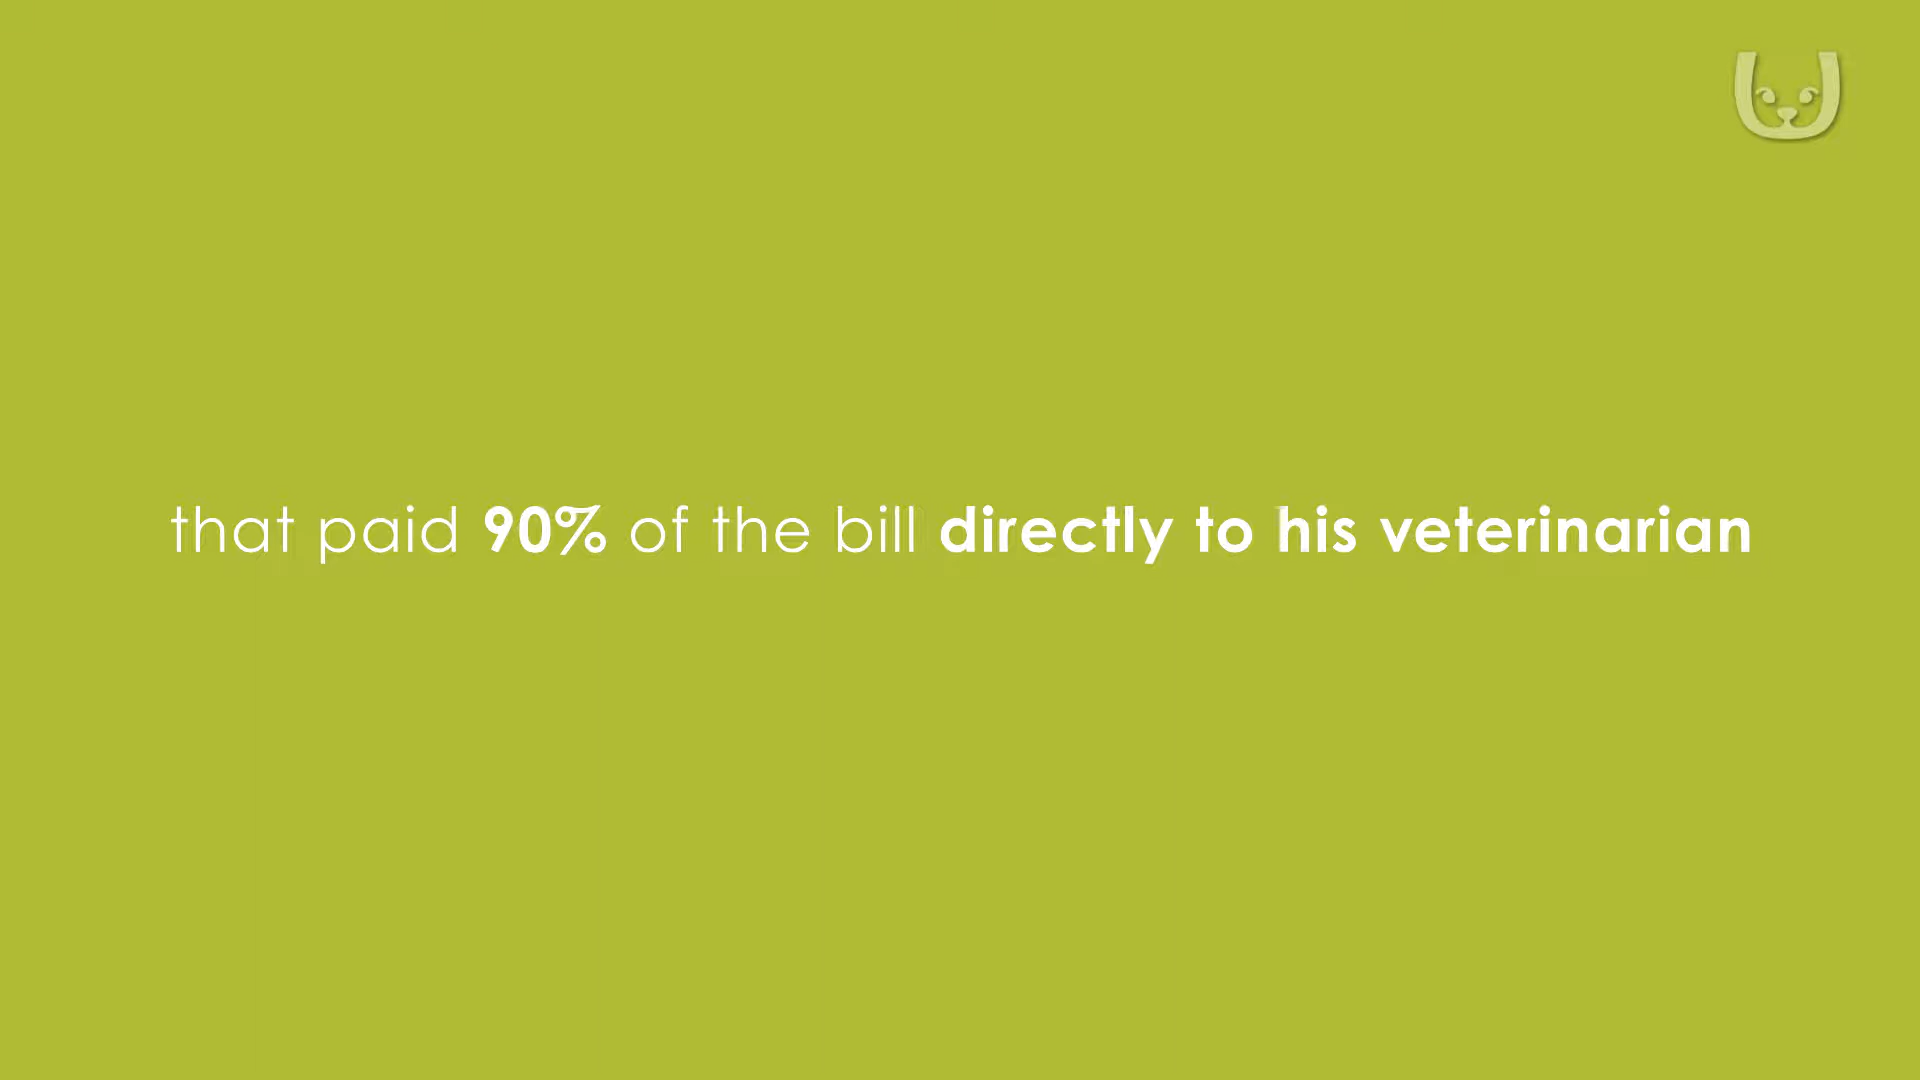 that paid 90% of the bill directly to his veterinarian